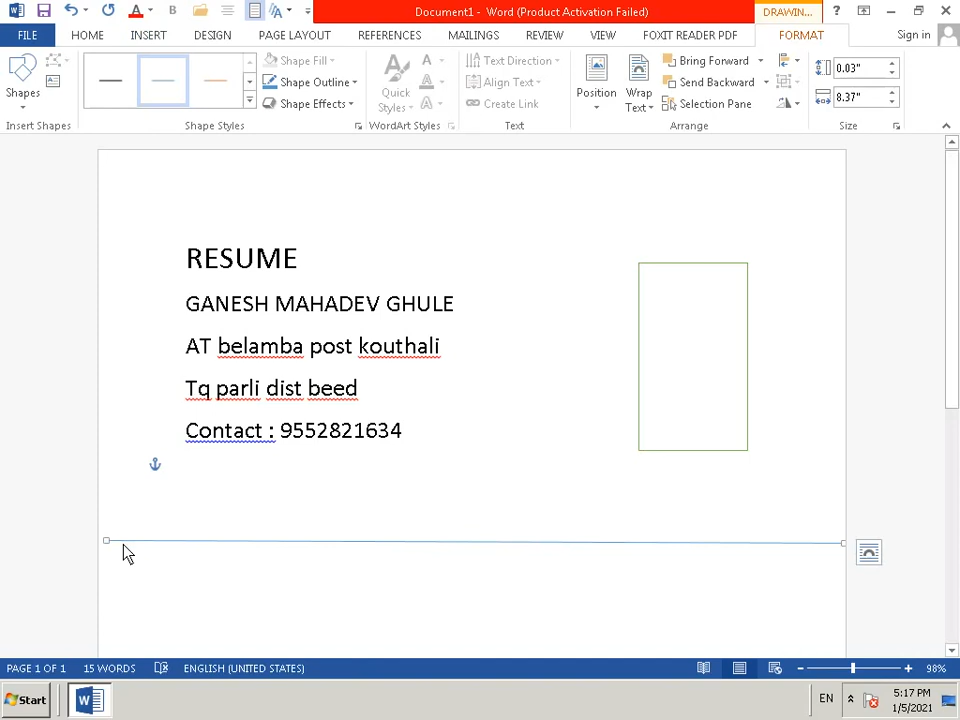 Document1 - Word (Product Activation Failed)
DRAWIN...
FILE
HOME
INSERT
DESIGN
PAGE LAYOUT
REFERENCES
MAILINGS
REVIEW
VIEW
FOXIT READER PDF
FORMAT
Sign in
Shapes
Insert Shapes
Shape Fill
Shape Outline
Shape Effects
Shape Styles
Quick
Styles
WordArt Styles
Text Direction
Align Text
Create Link
Text
Position
Wrap
Text
Bring Forward
Send Backward
Selection Pane
Arrange
0.03"
8.37"
Size
RESUME
GANESH MAHADEV GHULE
AT belamba post kouthali
Tq parli dist beed
Contact : 9552821634
PAGE 1 OF 1
15 WORDS
ENGLISH (UNITED STATES)
98%
Start
EN
5:17 PM
1/5/2021